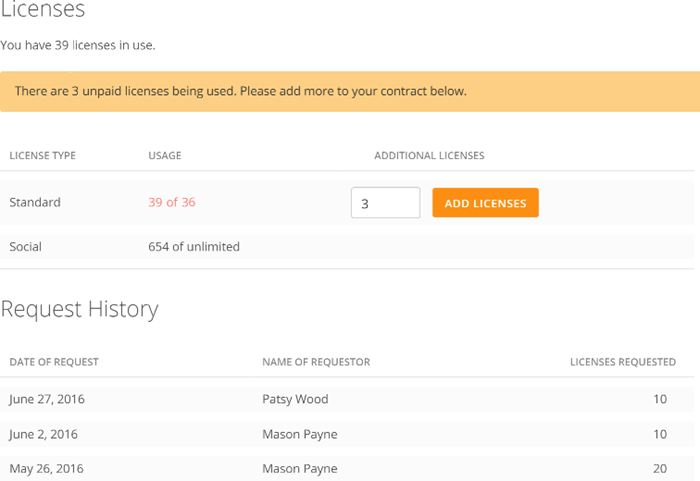 Licenses
You have 39 licenses in use.
There are 3 unpaid licenses being used. Please add more to your contract below.
LICENSE TYPE USAGE ADDITIONAL LICENSES
Standard 39 of 36 3 ADD LICENSES
Social 654 of unlimited
Request History
DATE OF REQUEST NAME OF REQUESTOR LICENSES REQUESTED
June 27, 2016 Patsy Wood 10
June 2, 2016 Mason Payne 10
May 26, 2016 Mason Payne 20